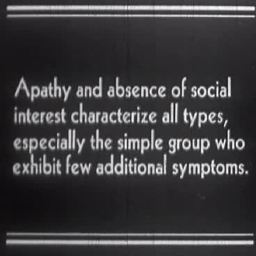 Apathy and absence of social
interest characterize all types,
especially the simple group who
exhibit few additional symptoms.